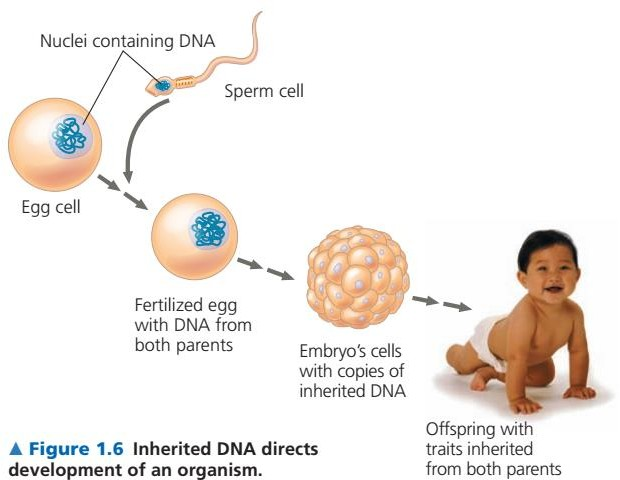 Nuclei containing DNA
Sperm cell
Egg cell
Fertilized egg
with DNA from
both parents
Embryo's cells
with copies of
inherited DNA
Offspring with
traits inherited
from both parents
▲ Figure 1.6 Inherited DNA directs
development of an organism.